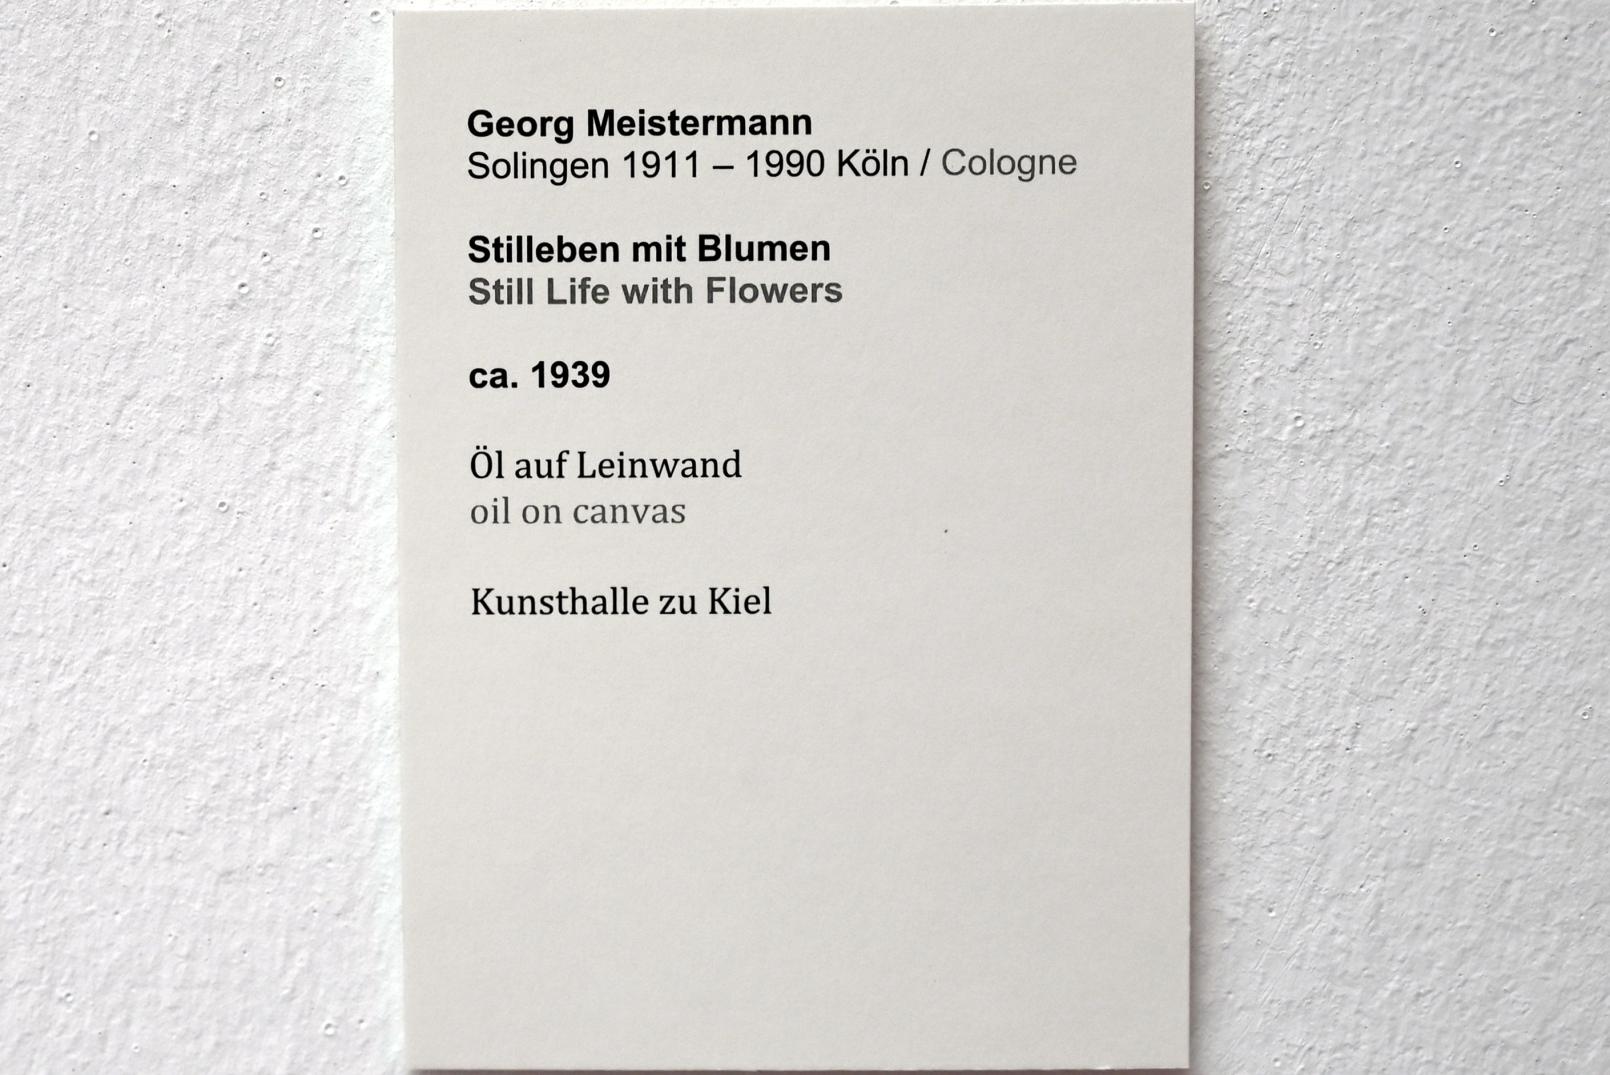 Georg Meistermann
Solingen 1911 – 1990 Köln / Cologne
Stilleben mit Blumen
Still Life with Flowers
ca. 1939
Öl auf Leinwand
oil on canvas
Kunsthalle zu Kiel